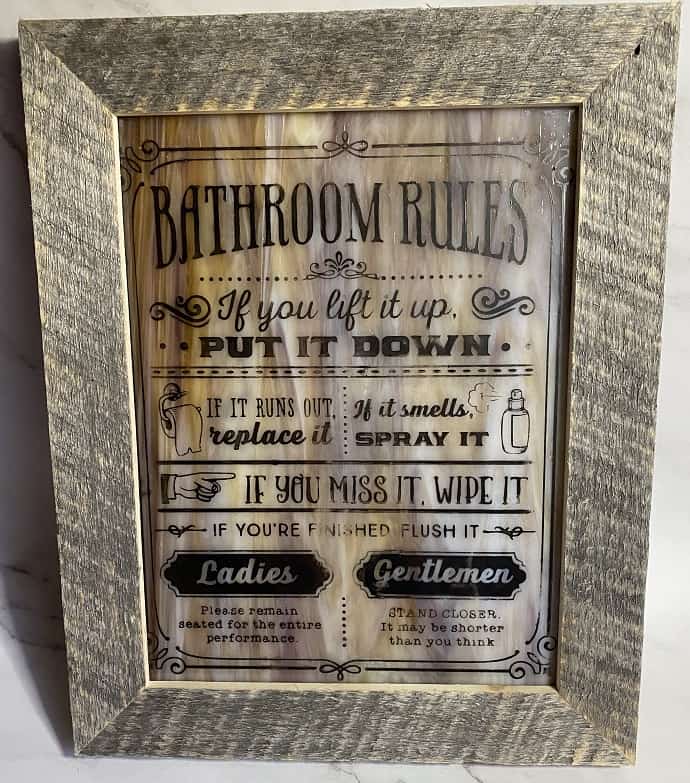 BATHROOM RULES
If you lift it up,
PUT IT DOWN
IF IT RUNS OUT,
replace it
If it smells,
SPRAY IT
IF YOU MISS IT, WIPE IT
IF YOU'RE FINISHED FLUSH IT
Ladies
Please remain
seated for the entire
performance.
Gentlemen
STAND CLOSER.
It may be shorter
than you think